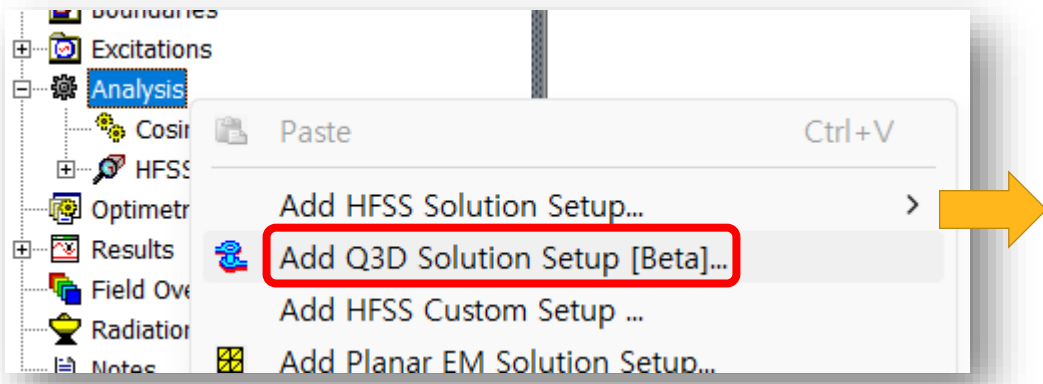 Boundaries
Excitations
Analysis
Cosir
HFSS
Optimetr
Results
Field Ove
Radiation
Notes
Paste Ctrl+V
Add HFSS Solution Setup...
Add Q3D Solution Setup [Beta]...
Add HFSS Custom Setup ...
Add Planar EM Solution Setup...